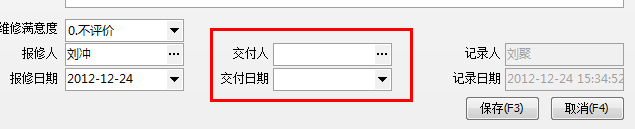 维修满意度 0.不评价
报修人 刘冲 ... 交付人 ... 记录人 刘聚
报修日期 2012-12-24 交付日期 记录日期 2012-12-24 15:34:52
保存(F3) 取消(F4)